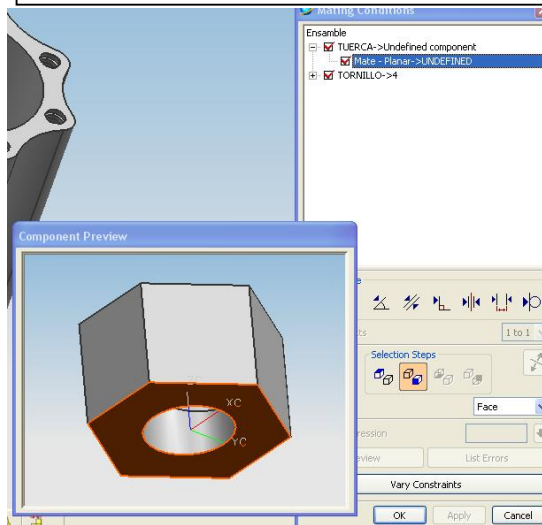 Mating Conditions
Ensamble
TUERCA->Undefined component
Mate - Planar->UNDEFINED
TORNILLO->4
Component Preview
XC
YC
1 to 1
Selection Steps
Face
List Errors
Vary Constraints
OK
Apply
Cancel